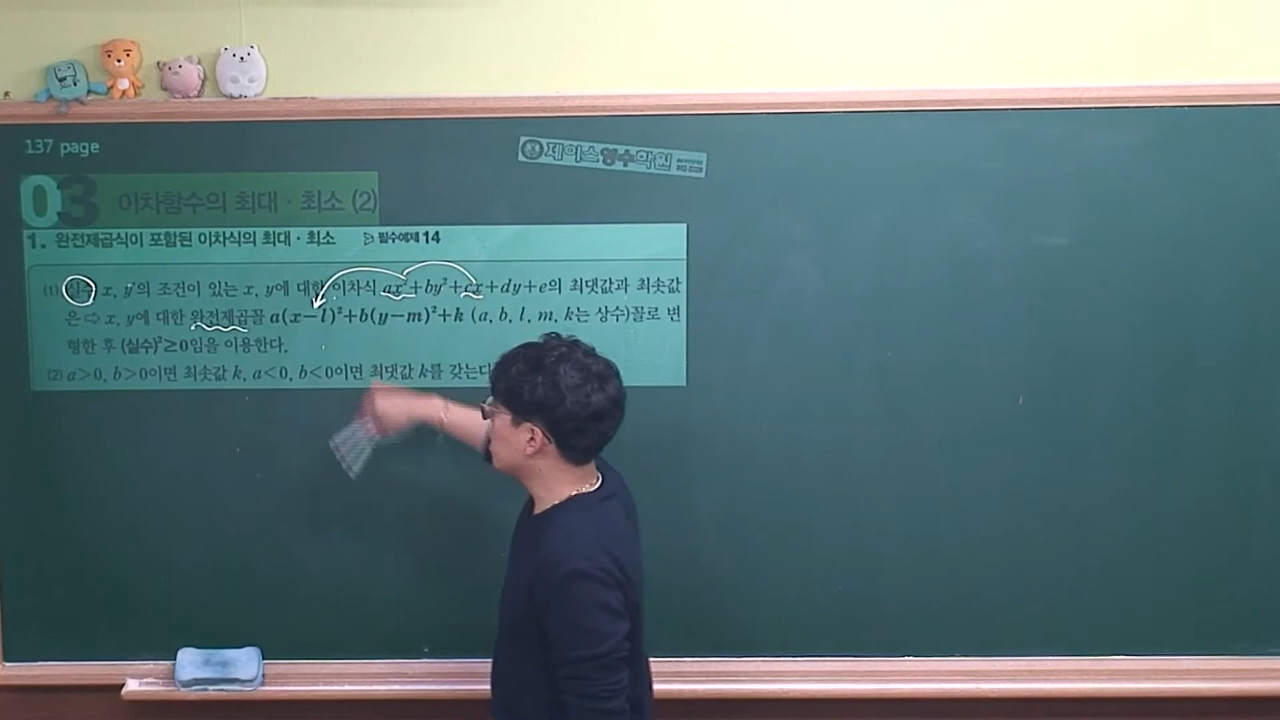 137 page
제이스영수학원
03 이차함수의 최대 · 최소 (2)
1. 완전제곱식이 포함된 이차식의 최대 · 최소 ▷ 필수예제 14
(1) 실수 x, y의 조건이 있는 x, y에 대한 이차식 ax²+by²+cx+dy+e의 최댓값과 최솟값
은 ⇨ x, y에 대한 완전제곱꼴 a(x−l)²+b(y−m)²+k (a, b, l, m, k는 상수)꼴로 변
형한 후 (실수)²≥0임을 이용한다.
(2) a>0, b>0이면 최솟값 k, a<0, b<0이면 최댓값 k를 갖는다